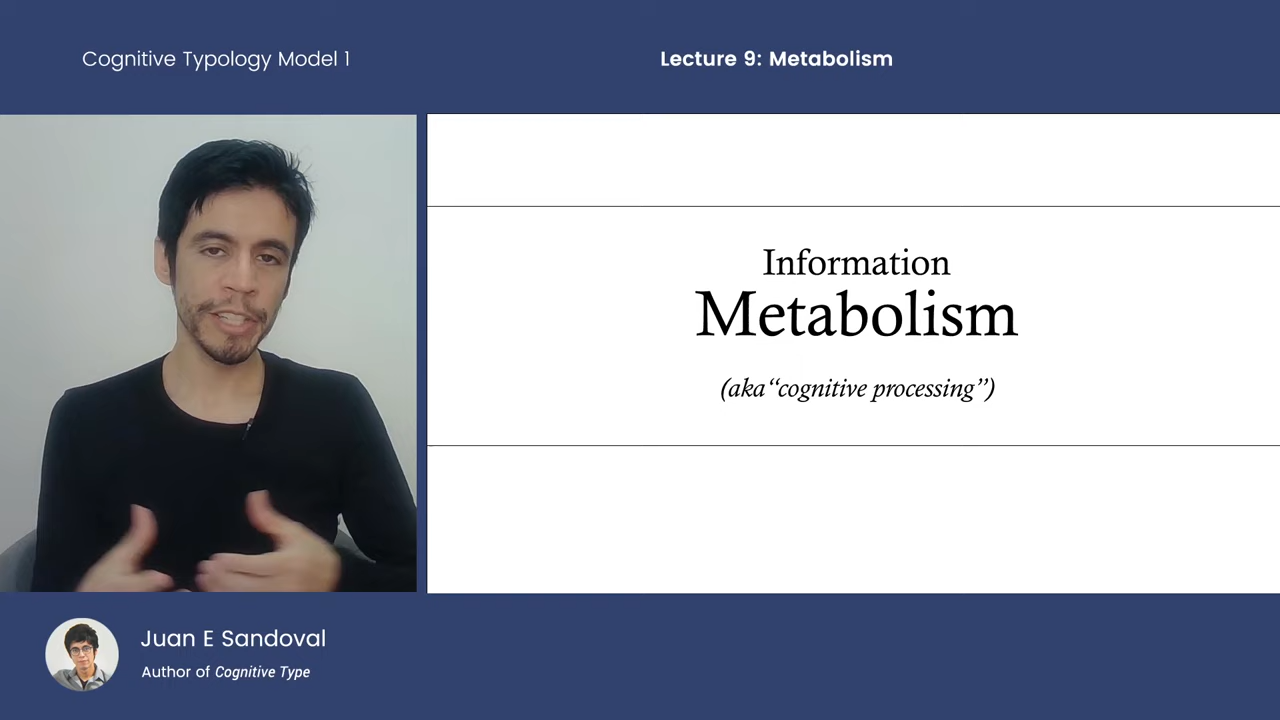 Cognitive Typology Model 1
Lecture 9: Metabolism
Information
Metabolism
(aka“cognitive processing”)
Juan E Sandoval
Author of Cognitive Type